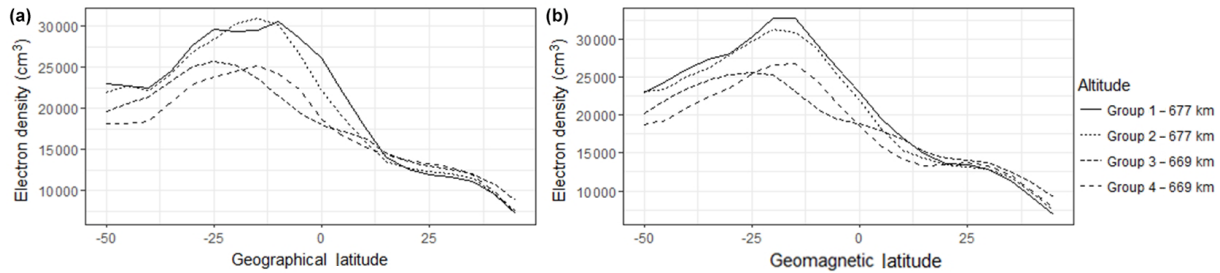 (a)
Electron density (cm³)
30000
25000
20000
15000
10000
-50
-25
0
25
Geographical latitude
(b)
Electron density (cm³)
30000
25000
20000
15000
10000
-50
-25
0
25
Geomagnetic latitude
Altitude
Group 1 – 677 km
Group 2 – 677 km
Group 3 – 669 km
Group 4 – 669 km